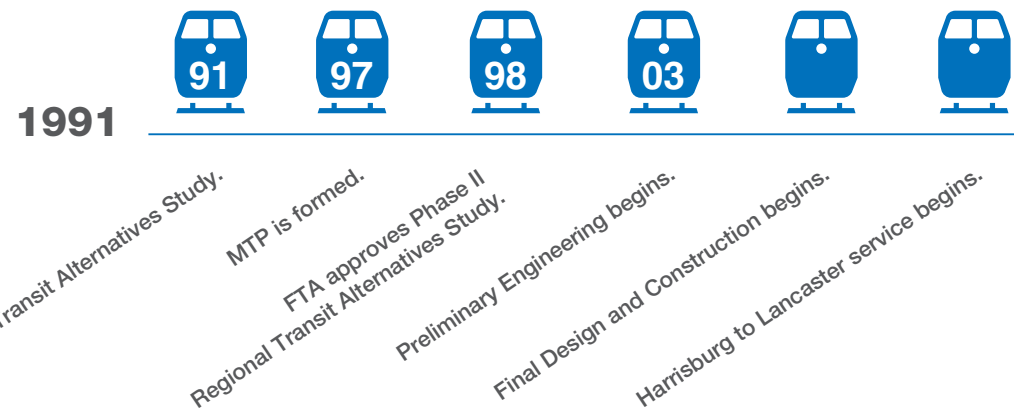 91
97
98
03
1991
Transit Alternatives Study.
MTP is formed.
FTA approves Phase II
Regional Transit Alternatives Study.
Preliminary Engineering begins.
Final Design and Construction begins.
Harrisburg to Lancaster service begins.